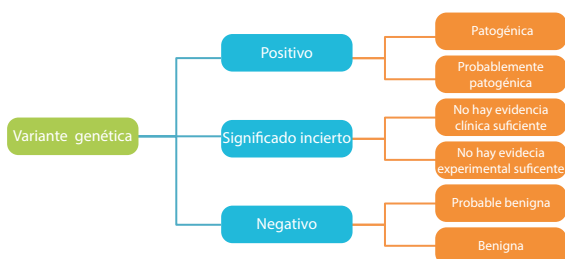 Variante genética
Positivo
Patogénica
Probablemente
patogénica
Significado incierto
No hay evidencia
clínica suficiente
No hay evidecia
experimental suficente
Negativo
Probable benigna
Benigna